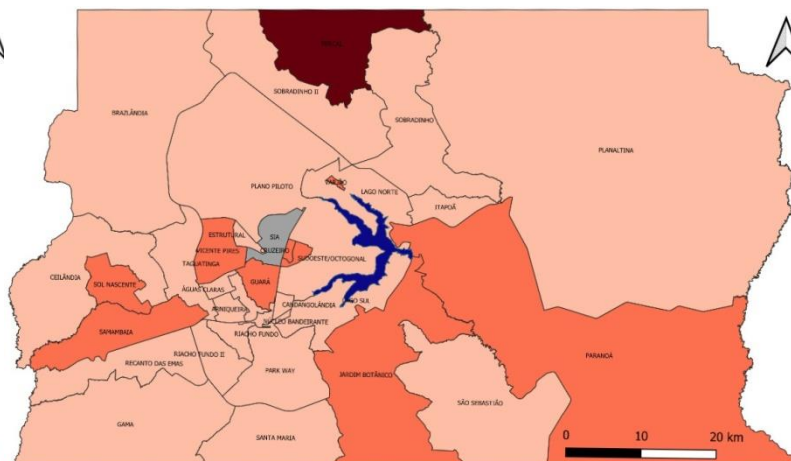 SOBRADINHO II
BRAZLÂNDIA
SOBRADINHO
PLANALTINA
PLANO PILOTO
LAGO NORTE
ITAPOÃ
ESTRUTURAL
SIA
VICENTE PIRES
CRUZEIRO
SUDOESTE/OCTOGONAL
TAGUATINGA
CEILÂNDIA
SOL NASCENTE
ÁGUAS CLARAS
GUARÁ
ARNIQUEIRA
CANDANGOLÂNDIA
SUL
NÚCLEO BANDEIRANTE
SAMAMBAIA
RIACHO FUNDO
RIACHO FUNDO II
PARANOÁ
RECANTO DAS EMAS
PARK WAY
JARDIM BOTÂNICO
SÃO SEBASTIÃO
GAMA
SANTA MARIA
0 10 20 km